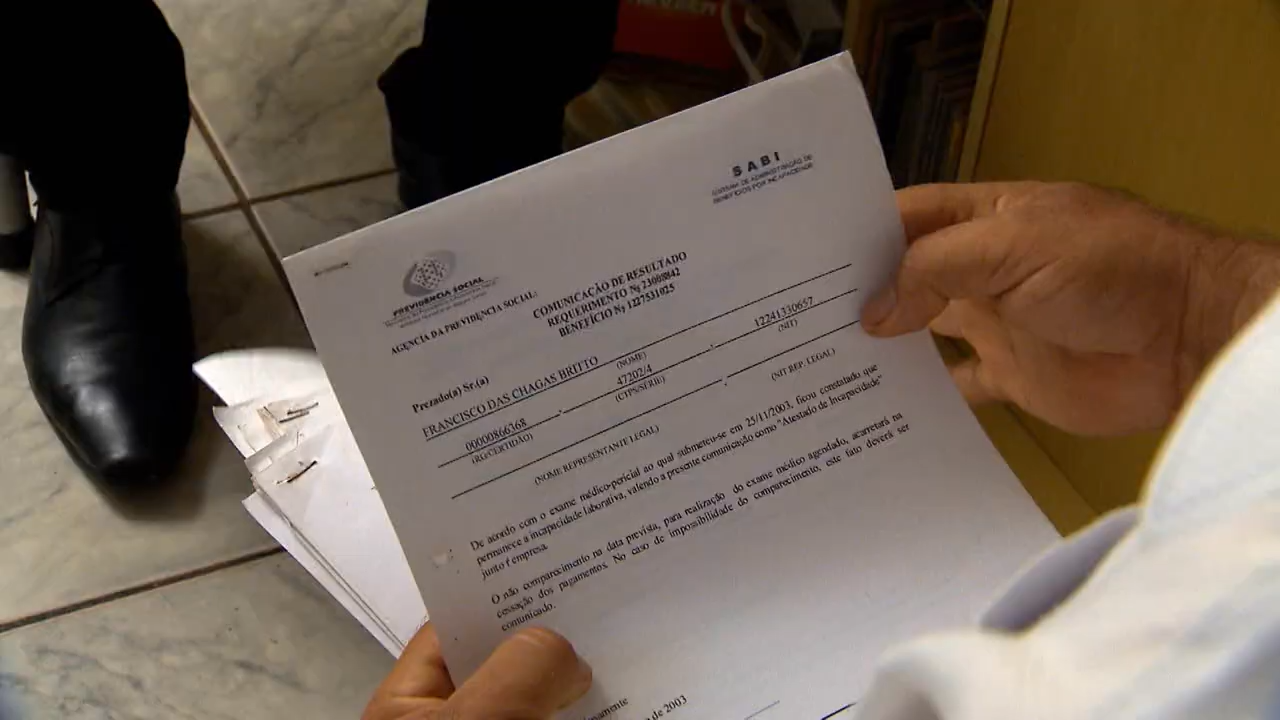 SABI
SISTEMA DE ADMINISTRAÇÃO DE
BENEFÍCIOS POR INCAPACIDADE
PREVIDÊNCIA SOCIAL
COMUNICAÇÃO DE RESULTADO
REQUERIMENTO Nº 23008842
BENEFÍCIO Nº 1227531025
AGENCIA DA PREVIDENCIA SOCIAL:
Prezado(a) Sr.(a)
FRANCISCO DAS CHAGAS BRITTO
12241330657
(NOME)
(NIT)
00000866368
47202/4
(RG/CERTIDÃO)
(CTPS/SÉRIE)
(NOME REPRESENTANTE LEGAL)
(NIT REP. LEGAL)
De acordo com o exame médico-pericial ao qual submeteu-se em 25/11/2003, ficou constatado que
permanece a incapacidade laborativa, valendo a presente comunicação como "Atestado de Incapacidade"
junto é empresa.
O não comparecimento na data prevista, para realização do exame médico agendado, acarretará na
cessação dos pagamentos. No caso de impossibilidade do comparecimento, este fato deverá ser
comunicado.
de 2003